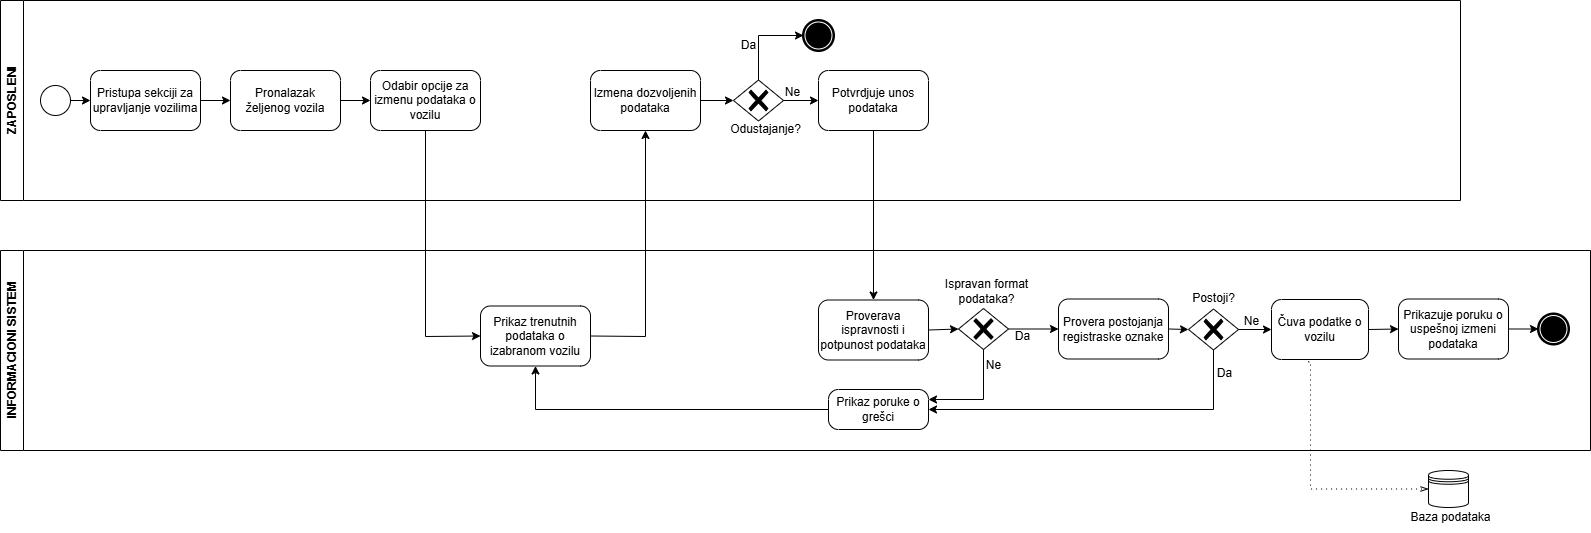 ZAPOSLENI
Pristupa sekciji za
upravljanje vozilima
Pronalazak
željenog vozila
Odabir opcije za
izmenu podataka o
vozilu
Izmena dozvoljenih
podataka
Da
Odustajanje?
Ne
Potvrdjuje unos
podataka
INFORMACIONI SISTEM
Prikaz trenutnih
podataka o
izabranom vozilu
Proverava
ispravnosti i
potpunost podataka
Ispravan format
podataka?
Da
Ne
Prikaz poruke o
grešci
Provera postojanja
registraske oznake
Postoji?
Ne
Da
Čuva podatke o
vozilu
Prikazuje poruku o
uspešnoj izmeni
podataka
Baza podataka